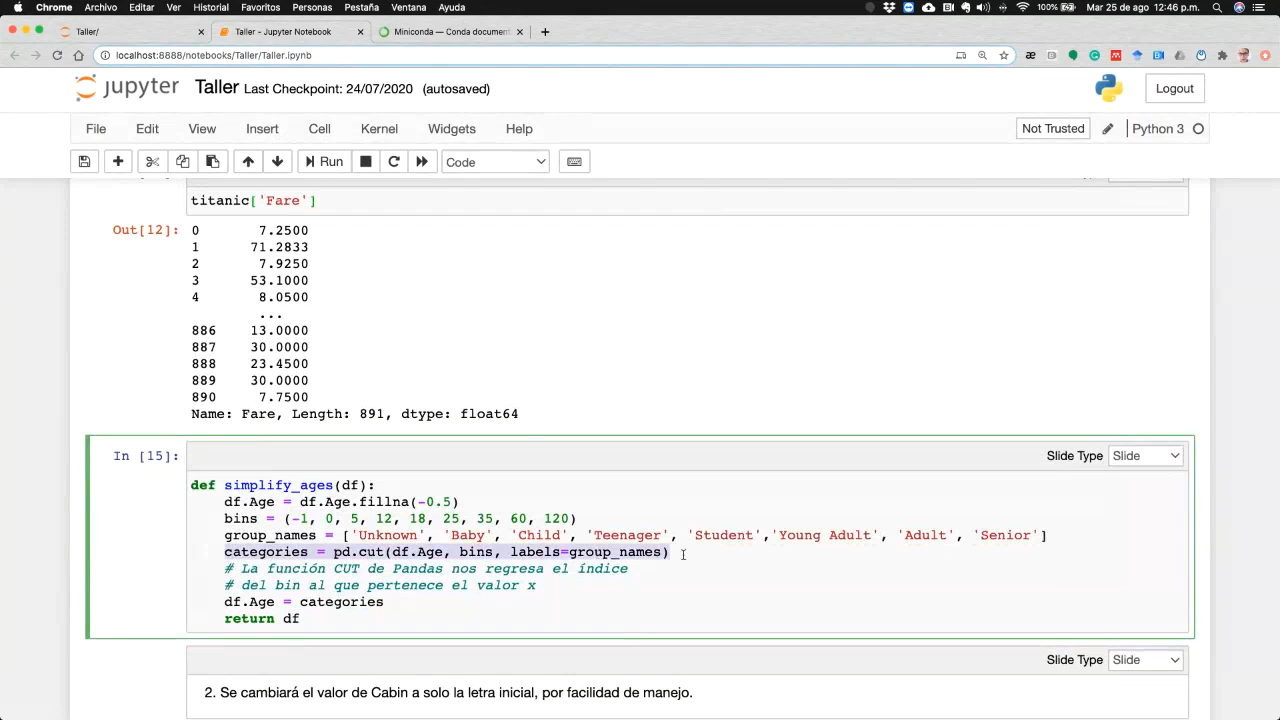 Chrome Archivo Editar Ver Historial Favoritos Personas Pestaña Ventana Ayuda 100% Mar 25 de ago 12:46 p.m.
Taller/ Taller - Jupyter Notebook Miniconda — Conda document
localhost:8888/notebooks/Taller/Taller.ipynb
jupyter Taller Last Checkpoint: 24/07/2020 (autosaved) Logout
File Edit View Insert Cell Kernel Widgets Help Not Trusted Python 3
Run Code
titanic['Fare']
Out[12]: 0 7.2500
1 71.2833
2 7.9250
3 53.1000
4 8.0500
...
886 13.0000
887 30.0000
888 23.4500
889 30.0000
890 7.7500
Name: Fare, Length: 891, dtype: float64
In [15]: Slide Type Slide
def simplify_ages(df):
df.Age = df.Age.fillna(-0.5)
bins = (-1, 0, 5, 12, 18, 25, 35, 60, 120)
group_names = ['Unknown', 'Baby', 'Child', 'Teenager', 'Student','Young Adult', 'Adult', 'Senior']
categories = pd.cut(df.Age, bins, labels=group_names)
# La función CUT de Pandas nos regresa el índice
# del bin al que pertenece el valor x
df.Age = categories
return df
Slide Type Slide
2. Se cambiará el valor de Cabin a solo la letra inicial, por facilidad de manejo.